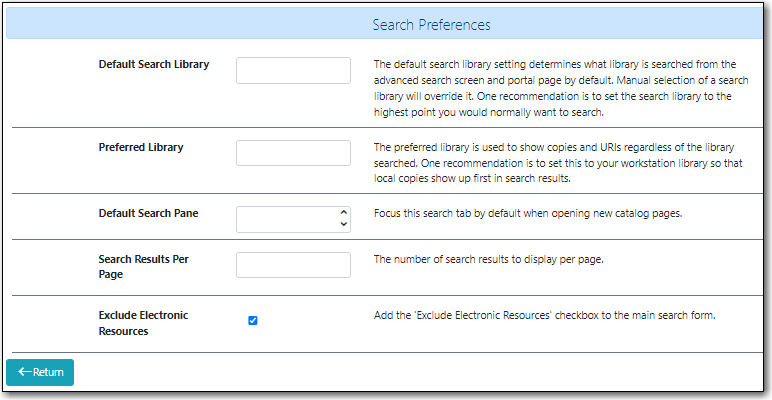 Search Preferences
Default Search Library
The default search library setting determines what library is searched from the
advanced search screen and portal page by default. Manual selection of a search
library will override it. One recommendation is to set the search library to the
highest point you would normally want to search.
Preferred Library
The preferred library is used to show copies and URIs regardless of the library
searched. One recommendation is to set this to your workstation library so that
local copies show up first in search results.
Default Search Pane
Focus this search tab by default when opening new catalog pages.
Search Results Per
Page
The number of search results to display per page.
Exclude Electronic
Resources
Add the 'Exclude Electronic Resources' checkbox to the main search form.
Return